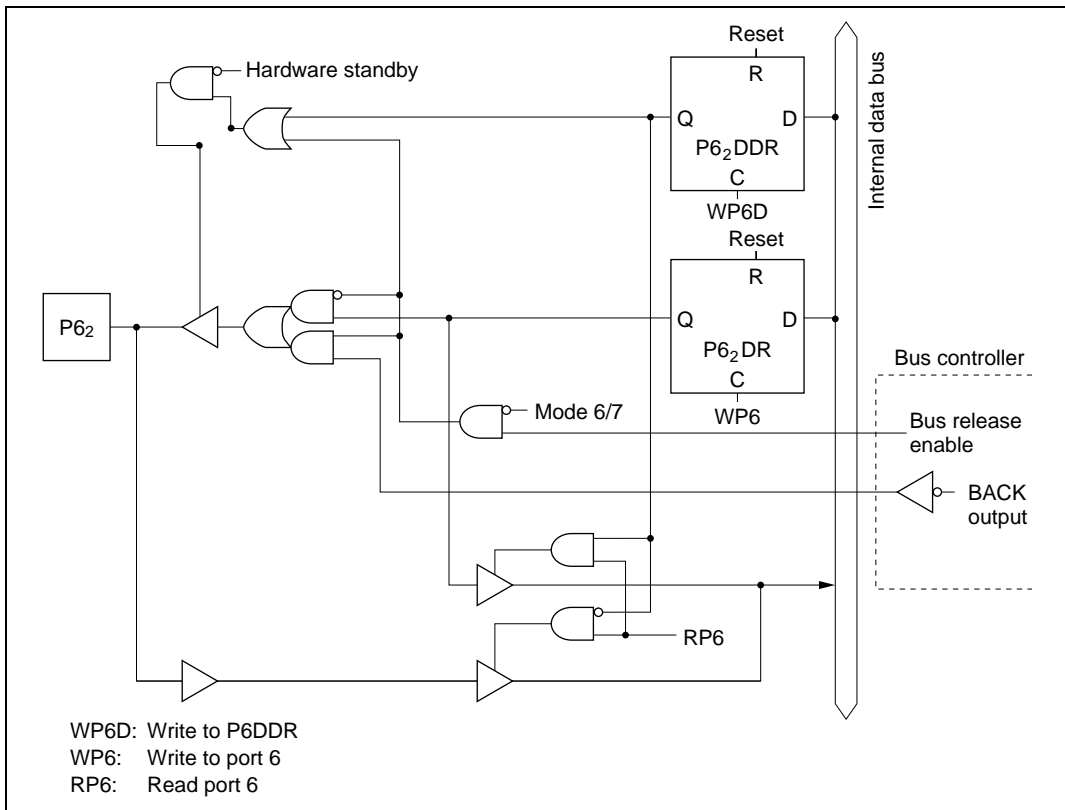 Reset
Hardware standby
R
Q
D
P6₂DDR
C
WP6D
Internal data bus
Reset
R
P6₂
Q
D
P6₂DR
C
WP6
Bus controller
Mode 6/7
Bus release
enable
BACK
output
RP6
WP6D: Write to P6DDR
WP6: Write to port 6
RP6: Read port 6